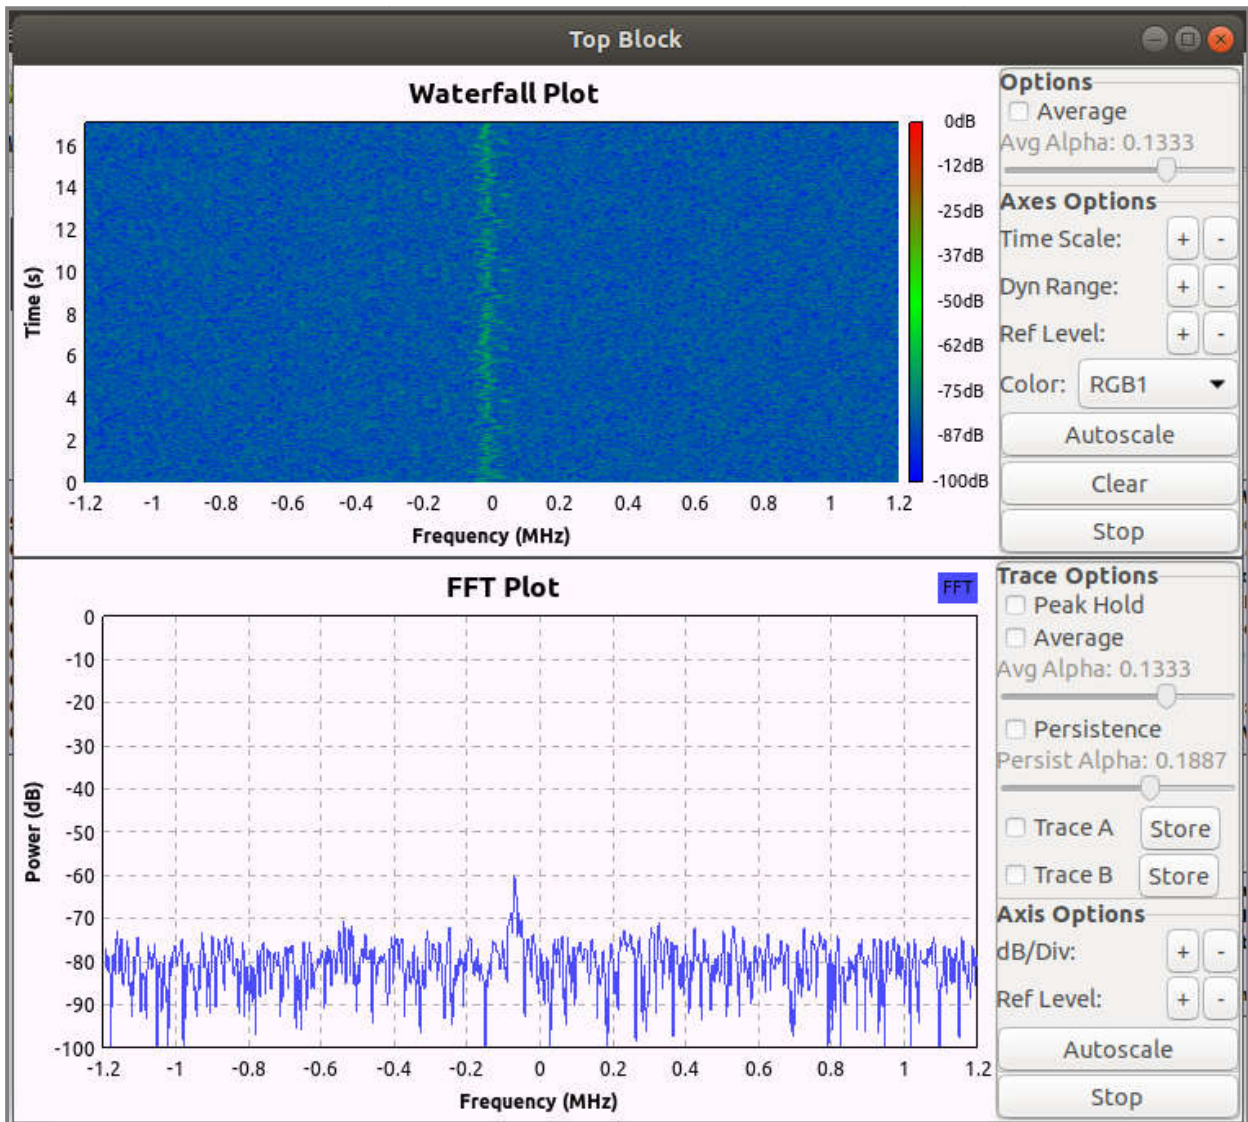 Top Block
Waterfall Plot
Time (s)
16
14
12
10
8
6
4
2
0
-1.2 -1 -0.8 -0.6 -0.4 -0.2 0 0.2 0.4 0.6 0.8 1 1.2
Frequency (MHz)
0dB
-12dB
-25dB
-37dB
-50dB
-62dB
-75dB
-87dB
-100dB
Options
Average
Avg Alpha: 0.1333
Axes Options
Time Scale: + -
Dyn Range: + -
Ref Level: + -
Color: RGB1
Autoscale
Clear
Stop
FFT Plot
FFT
Power (dB)
0
-10
-20
-30
-40
-50
-60
-70
-80
-90
-100
-1.2 -1 -0.8 -0.6 -0.4 -0.2 0 0.2 0.4 0.6 0.8 1 1.2
Frequency (MHz)
Trace Options
Peak Hold
Average
Avg Alpha: 0.1333
Persistence
Persist Alpha: 0.1887
Trace A Store
Trace B Store
Axis Options
dB/Div: + -
Ref Level: + -
Autoscale
Stop